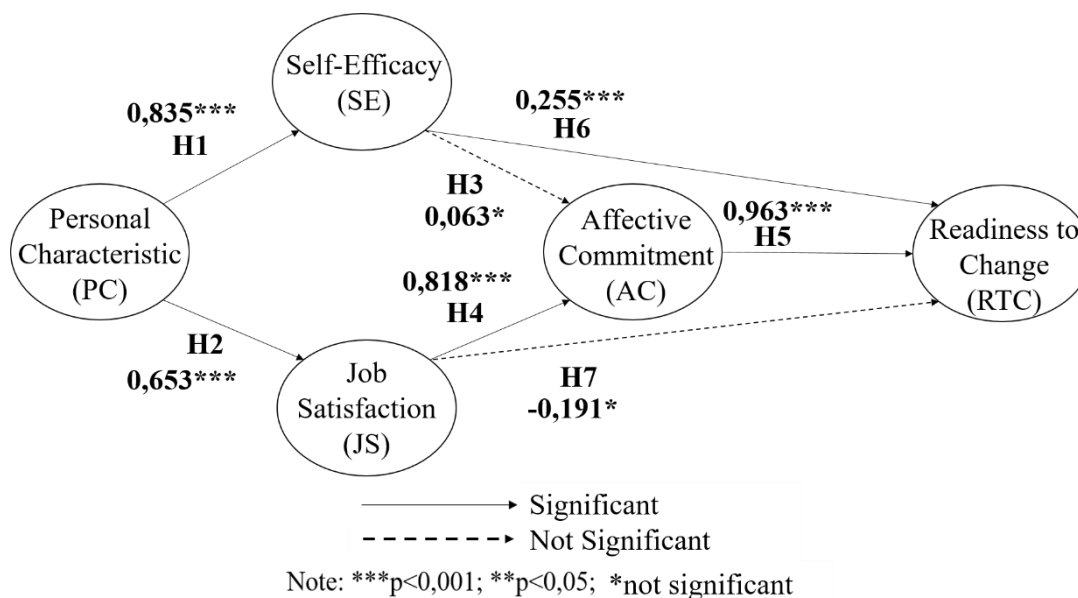 Self-Efficacy
(SE)
0,835***
H1
0,255***
H6
Personal
Characteristic
(PC)
H3
0,063*
Affective
Commitment
(AC)
0,963***
H5
Readiness to
Change
(RTC)
0,818***
H4
H2
0,653***
Job
Satisfaction
(JS)
H7
-0,191*
Significant
Not Significant
Note: ***p<0,001; **p<0,05; *not significant